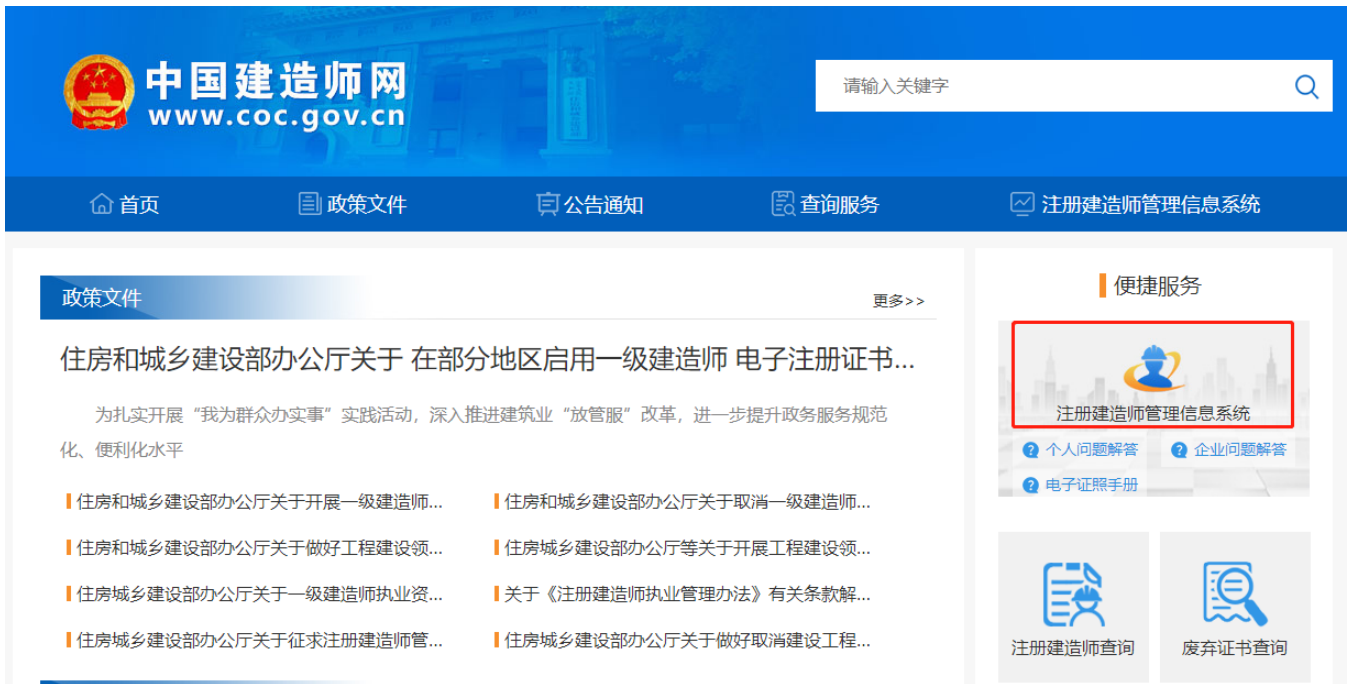 中国建造师网
www.coc.gov.cn
请输入关键字
首页
政策文件
公告通知
查询服务
注册建造师管理信息系统
政策文件
更多>>
住房和城乡建设部办公厅关于 在部分地区启用一级建造师 电子注册证书...
为扎实开展“我为群众办实事”实践活动，深入推进建筑业“放管服”改革，进一步提升政务服务规范
化、便利化水平
住房和城乡建设部办公厅关于开展一级建造师...
住房和城乡建设部办公厅关于取消一级建造师...
住房和城乡建设部办公厅关于做好工程建设领...
住房城乡建设部办公厅等关于开展工程建设领...
住房城乡建设部办公厅关于一级建造师执业资...
关于《注册建造师执业管理办法》有关条款解...
住房城乡建设部办公厅关于征求注册建造师管...
住房城乡建设部办公厅关于做好取消建设工程...
便捷服务
注册建造师管理信息系统
个人问题解答
企业问题解答
电子证照手册
注册建造师查询
废弃证书查询